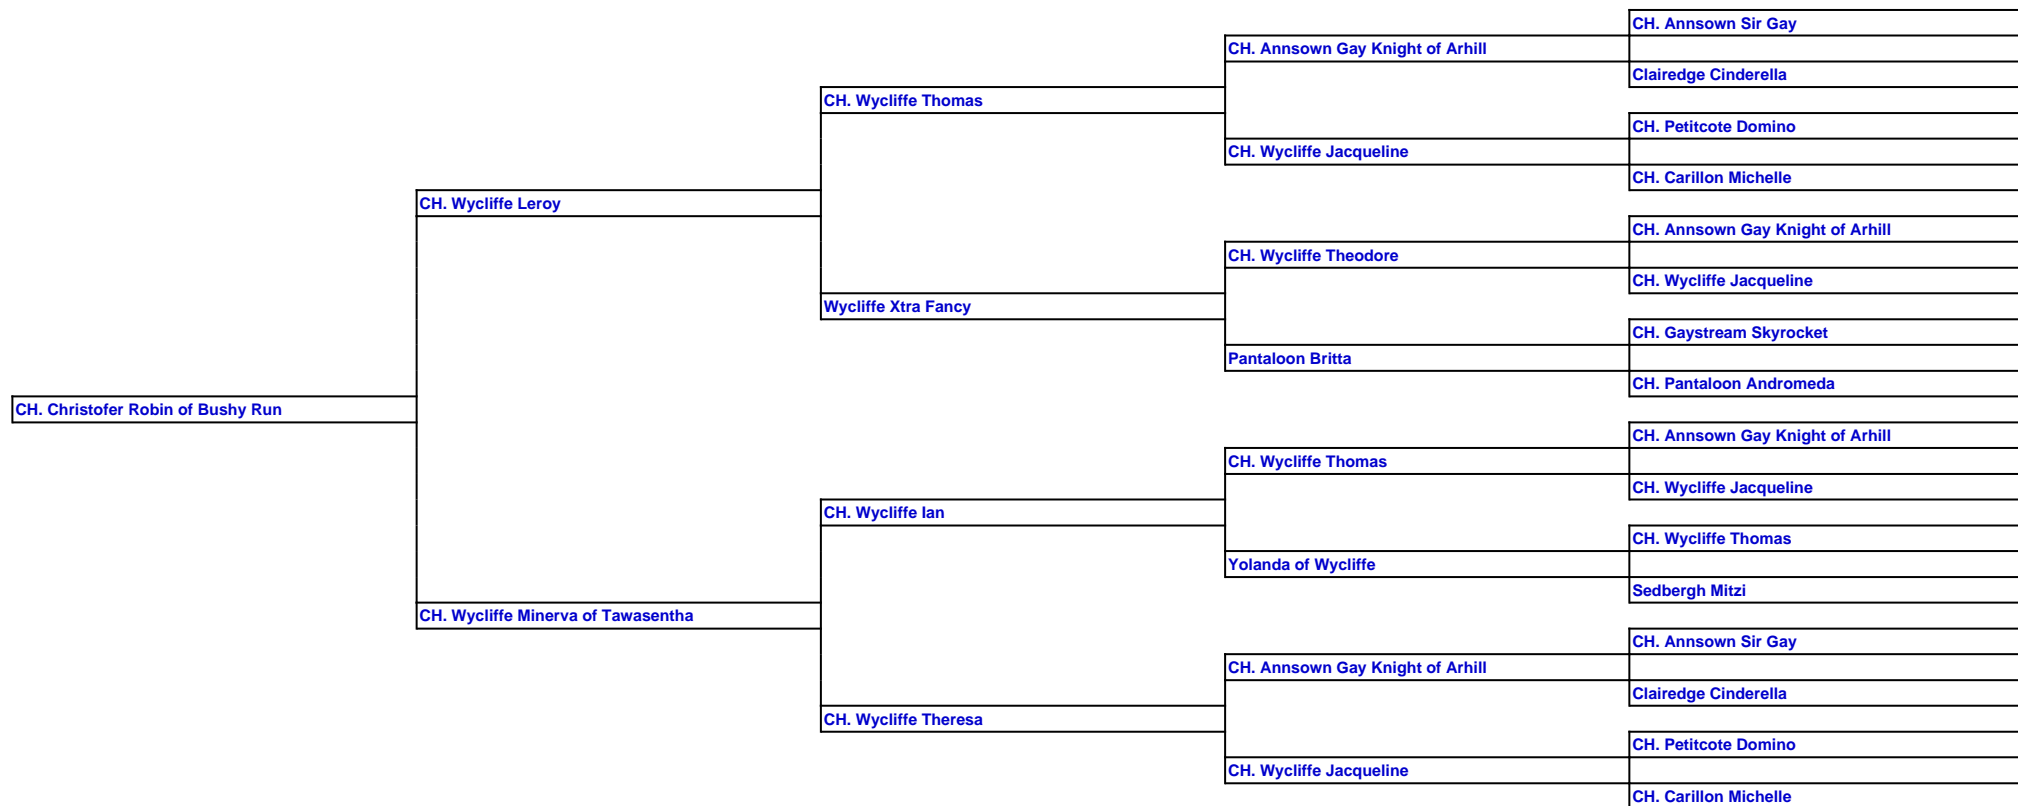 CH. Annsown Sir Gay
CH. Annsown Gay Knight of Arhill
Clairedge Cinderella
CH. Wycliffe Thomas
CH. Petitcote Domino
CH. Wycliffe Jacqueline
CH. Carillon Michelle
CH. Wycliffe Leroy
CH. Annsown Gay Knight of Arhill
CH. Wycliffe Theodore
CH. Wycliffe Jacqueline
Wycliffe Xtra Fancy
CH. Gaystream Skyrocket
Pantaloon Britta
CH. Pantaloon Andromeda
CH. Christofer Robin of Bushy Run
CH. Annsown Gay Knight of Arhill
CH. Wycliffe Thomas
CH. Wycliffe Jacqueline
CH. Wycliffe Ian
CH. Wycliffe Thomas
Yolanda of Wycliffe
Sedbergh Mitzi
CH. Wycliffe Minerva of Tawasentha
CH. Annsown Sir Gay
CH. Annsown Gay Knight of Arhill
Clairedge Cinderella
CH. Wycliffe Theresa
CH. Petitcote Domino
CH. Wycliffe Jacqueline
CH. Carillon Michelle